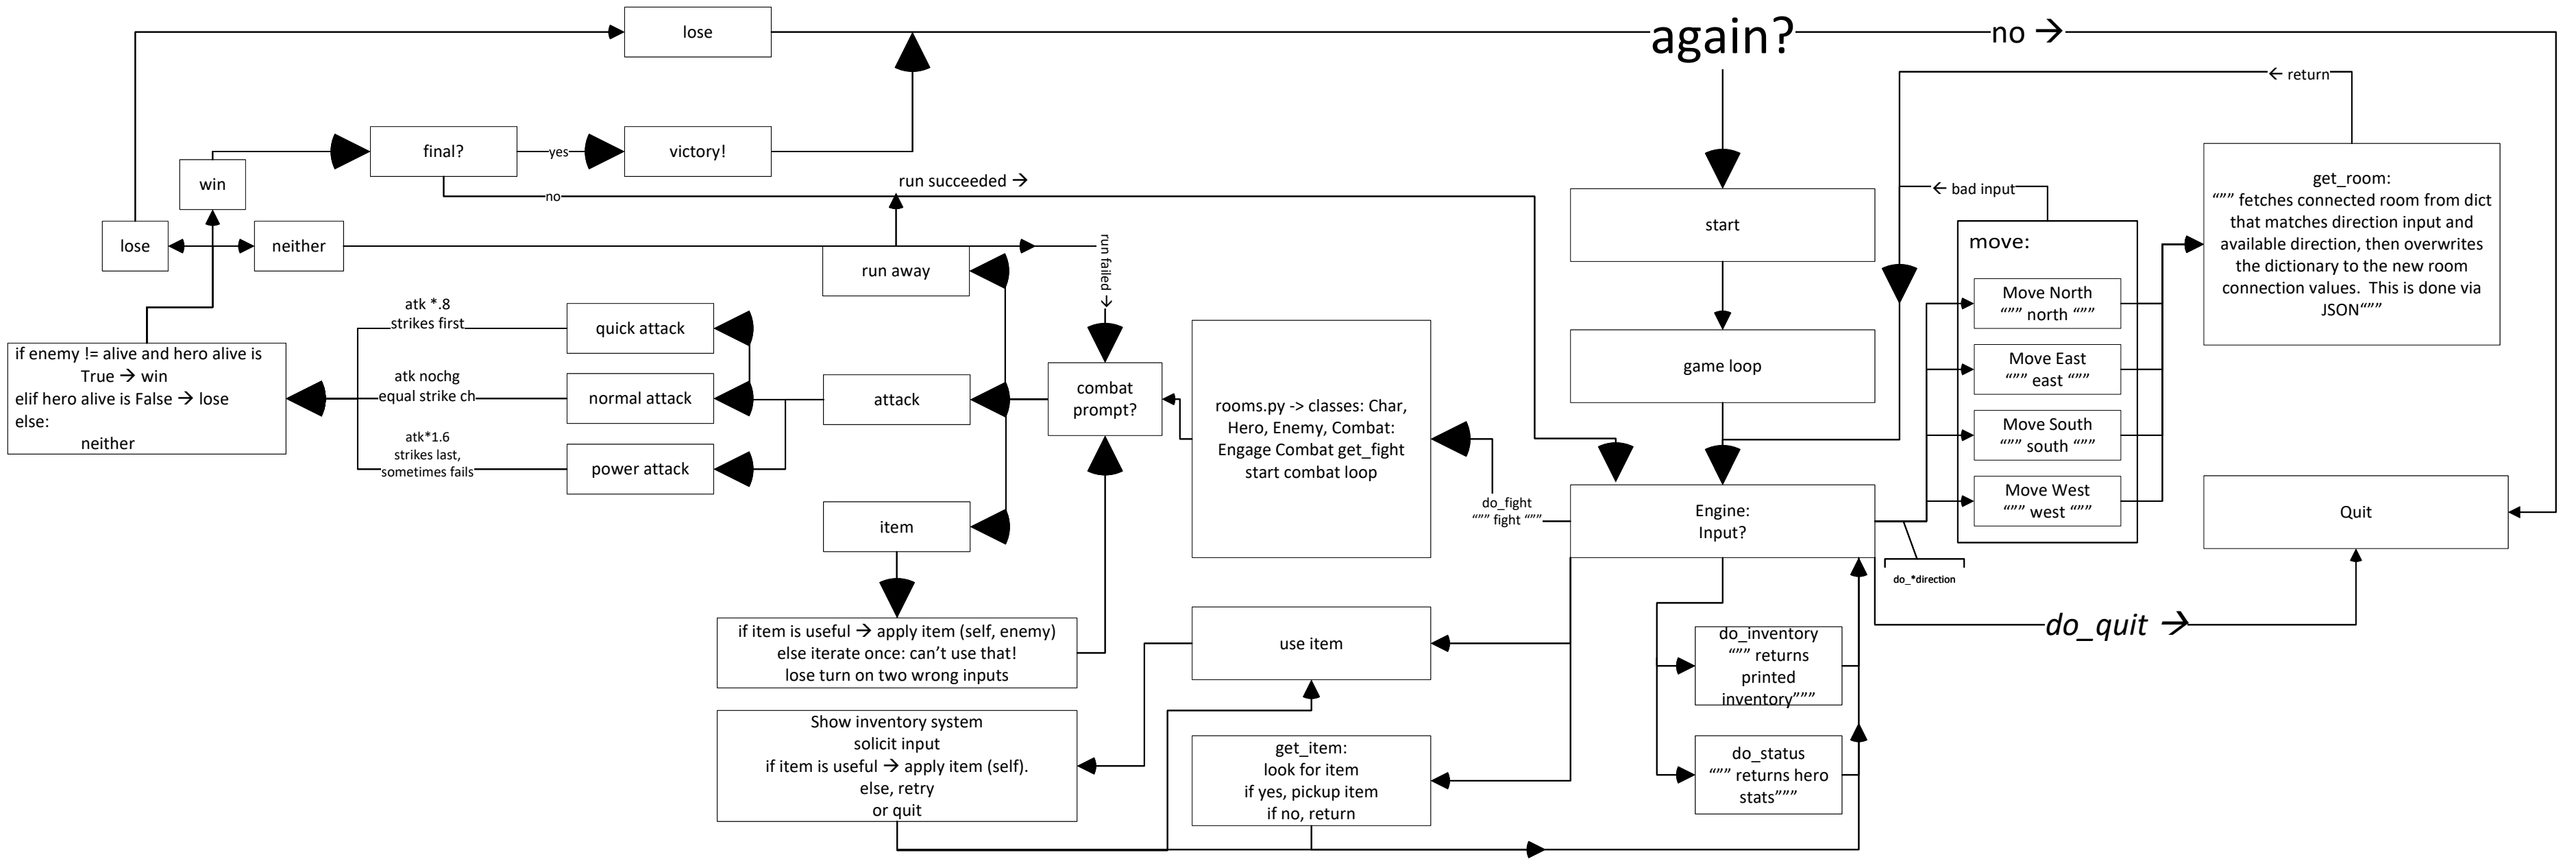 lose
again?
no →
← return
final?
yes
victory!
win
run succeeded →
no
← bad input
get_room:
“”” fetches connected room from dict
that matches direction input and
available direction, then overwrites
the dictionary to the new room
connection values.  This is done via
JSON“””
start
lose
neither
run away
run failed →
move:
Move North
“”” north “””
Move East
“”” east “””
Move South
“”” south “””
Move West
“”” west “””
atk *.8
strikes first
quick attack
if enemy != alive and hero alive is
True → win
elif hero alive is False → lose
else:
neither
atk nochg
equal strike ch
normal attack
attack
combat
prompt?
atk*1.6
strikes last,
sometimes fails
power attack
game loop
rooms.py -> classes: Char,
Hero, Enemy, Combat:
Engage Combat get_fight
start combat loop
do_fight
“”” fight “””
Engine:
Input?
Quit
item
do_*direction
do_quit →
if item is useful → apply item (self, enemy)
else iterate once: can’t use that!
lose turn on two wrong inputs
use item
do_inventory
“”” returns
printed
inventory”””
Show inventory system
solicit input
if item is useful → apply item (self).
else, retry
or quit
get_item:
look for item
if yes, pickup item
if no, return
do_status
“”” returns hero
stats”””